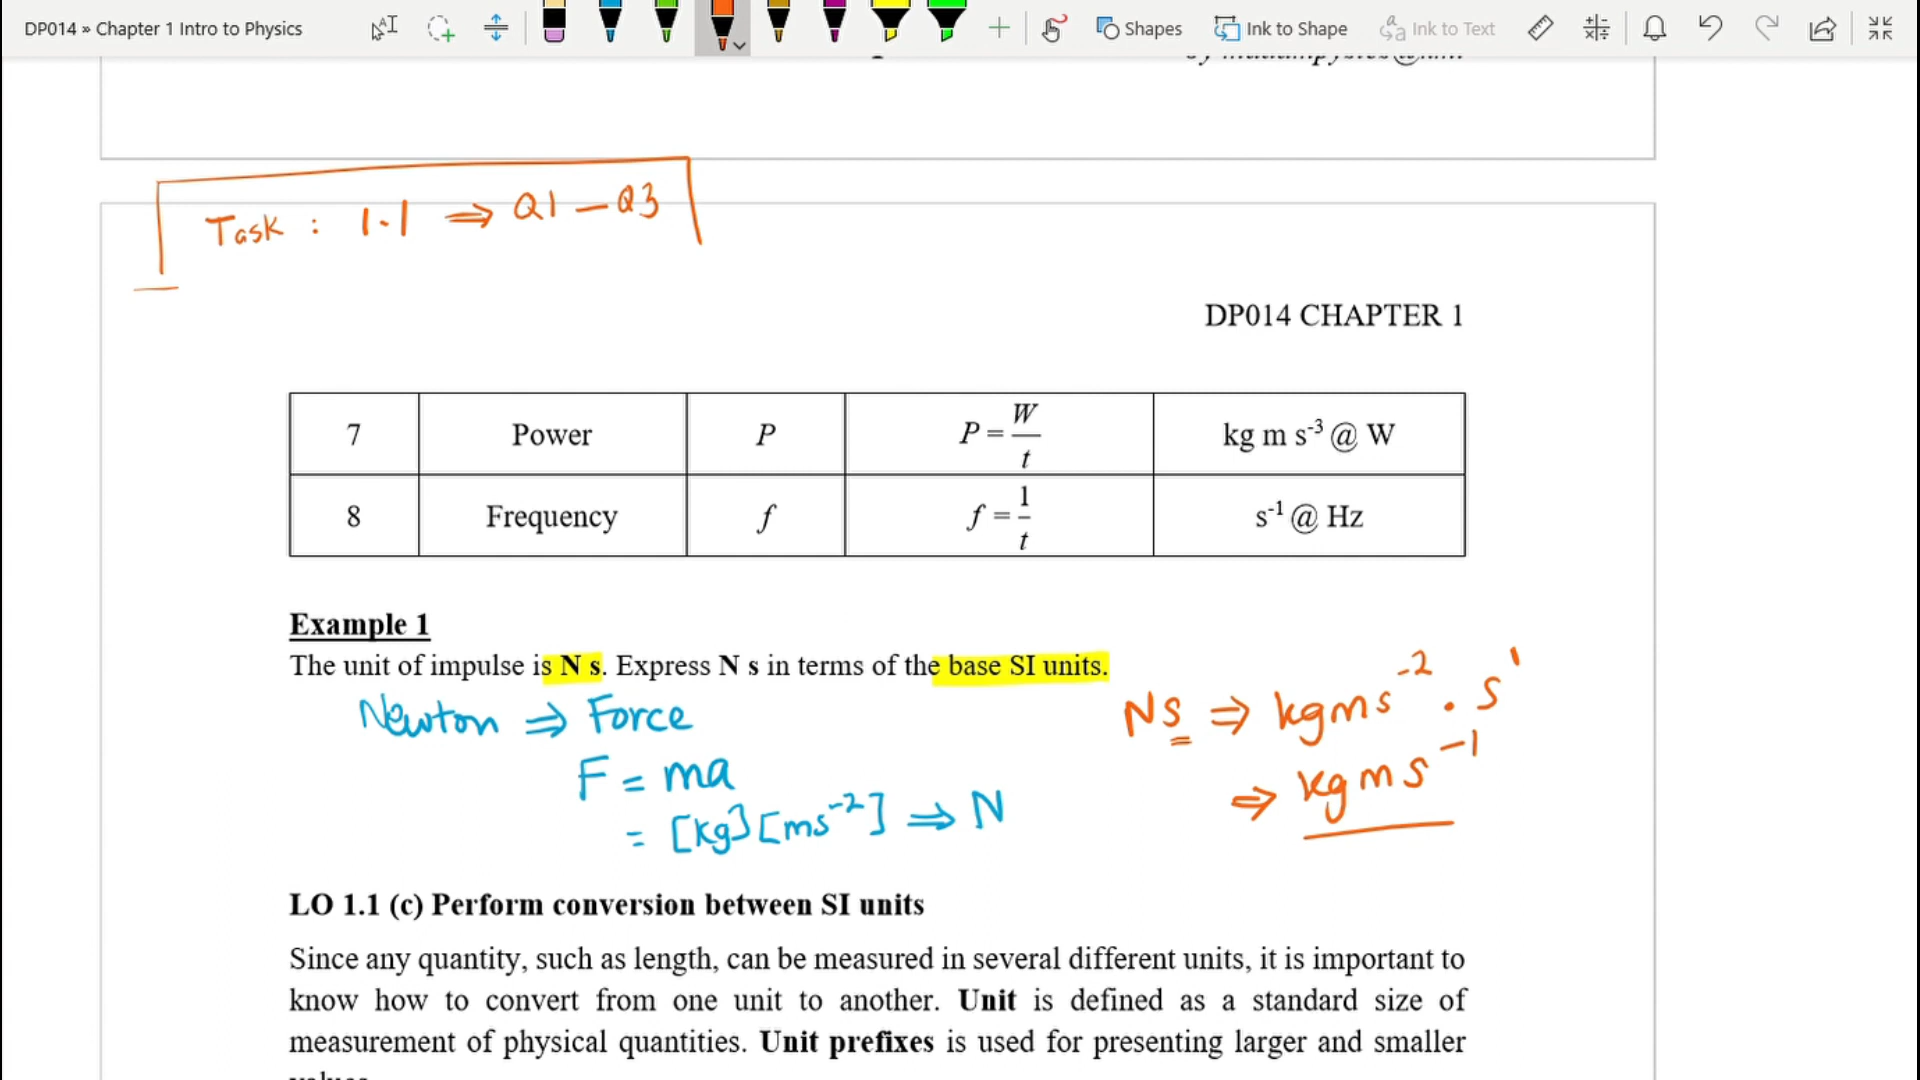 DP014 » Chapter 1 Intro to Physics
Shapes
Ink to Shape
Ink to Text
Task : 1.1 ⇒ Q1 – Q3
DP014 CHAPTER 1
7 Power P P = W/t kg m s⁻³ @ W
8 Frequency f f = 1/t s⁻¹ @ Hz
Example 1
The unit of impulse is N s. Express N s in terms of the base SI units.
Newton ⇒ Force
F = ma
= [kg][ms⁻²] ⇒ N
Ns ⇒ kgms⁻² . s¹
⇒ kgms⁻¹
LO 1.1 (c) Perform conversion between SI units
Since any quantity, such as length, can be measured in several different units, it is important to
know how to convert from one unit to another. Unit is defined as a standard size of
measurement of physical quantities. Unit prefixes is used for presenting larger and smaller